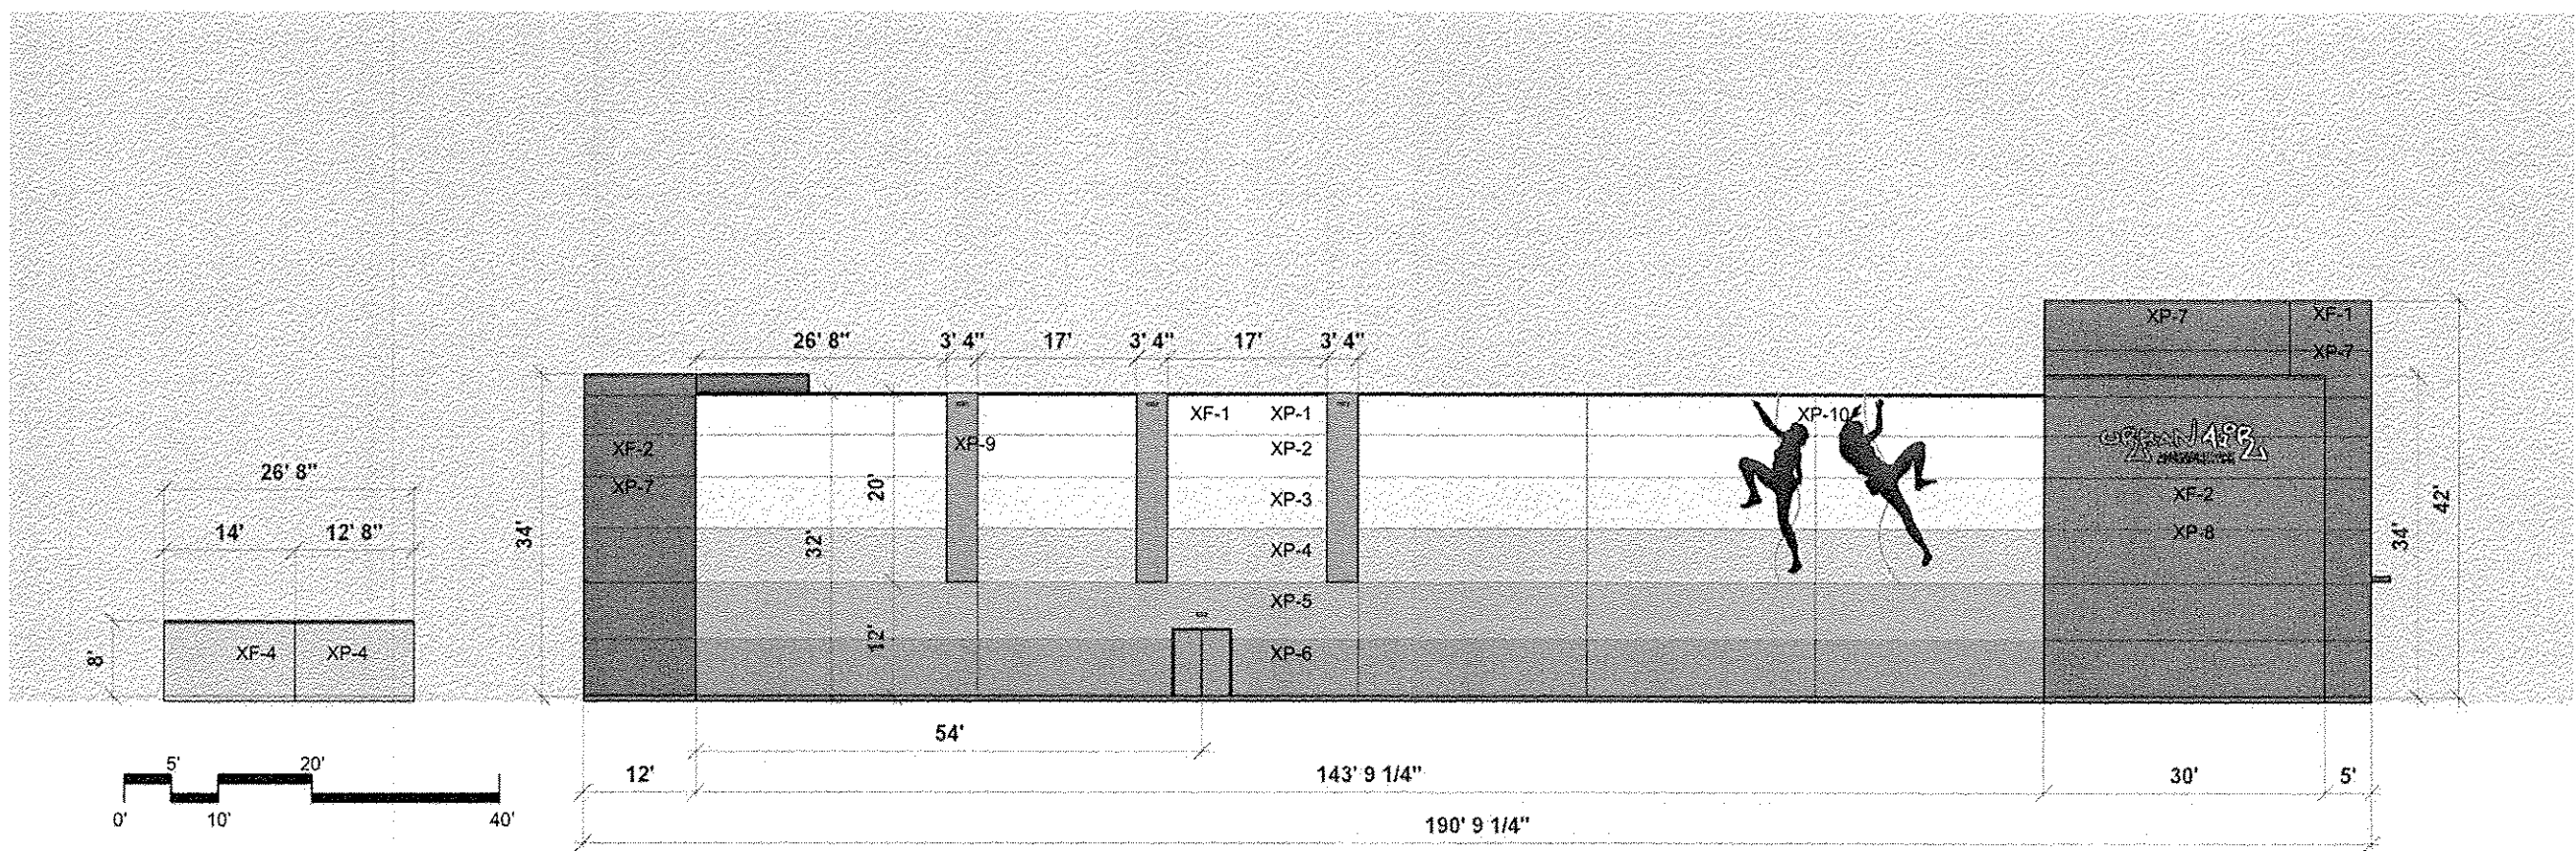 26' 8"
3' 4"
17'
3' 4"
17'
3' 4"
XP-7
XF-1
XP-7
XF-1
XP-1
XP-10
XP-9
XP-2
URBAN AIR
XF-2
XP-7
XP-3
XF-2
XP-8
XP-4
XP-5
XP-6
34'
32'
20'
12'
42'
34'
26' 8"
14'
12' 8"
8'
XF-4
XP-4
54'
12'
143' 9 1/4"
30'
5'
190' 9 1/4"
5'
20'
0'
10'
40'